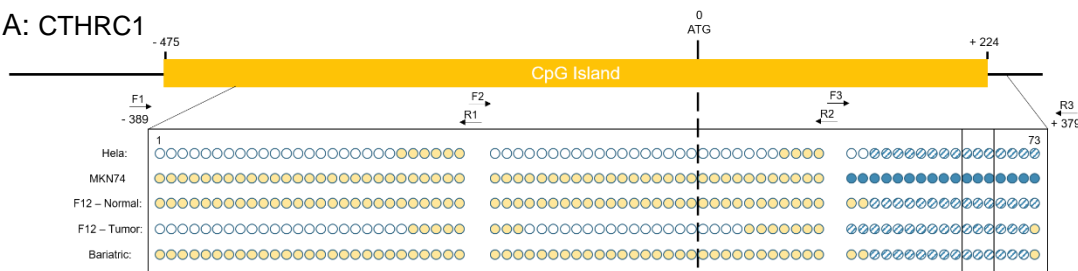 A: CTHRC1
0
ATG
- 475
+ 224
CpG Island
F1
- 389
F2
R1
F3
R2
R3
+ 379
1
73
Hela:
MKN74
F12 – Normal:
F12 – Tumor:
Bariatric: